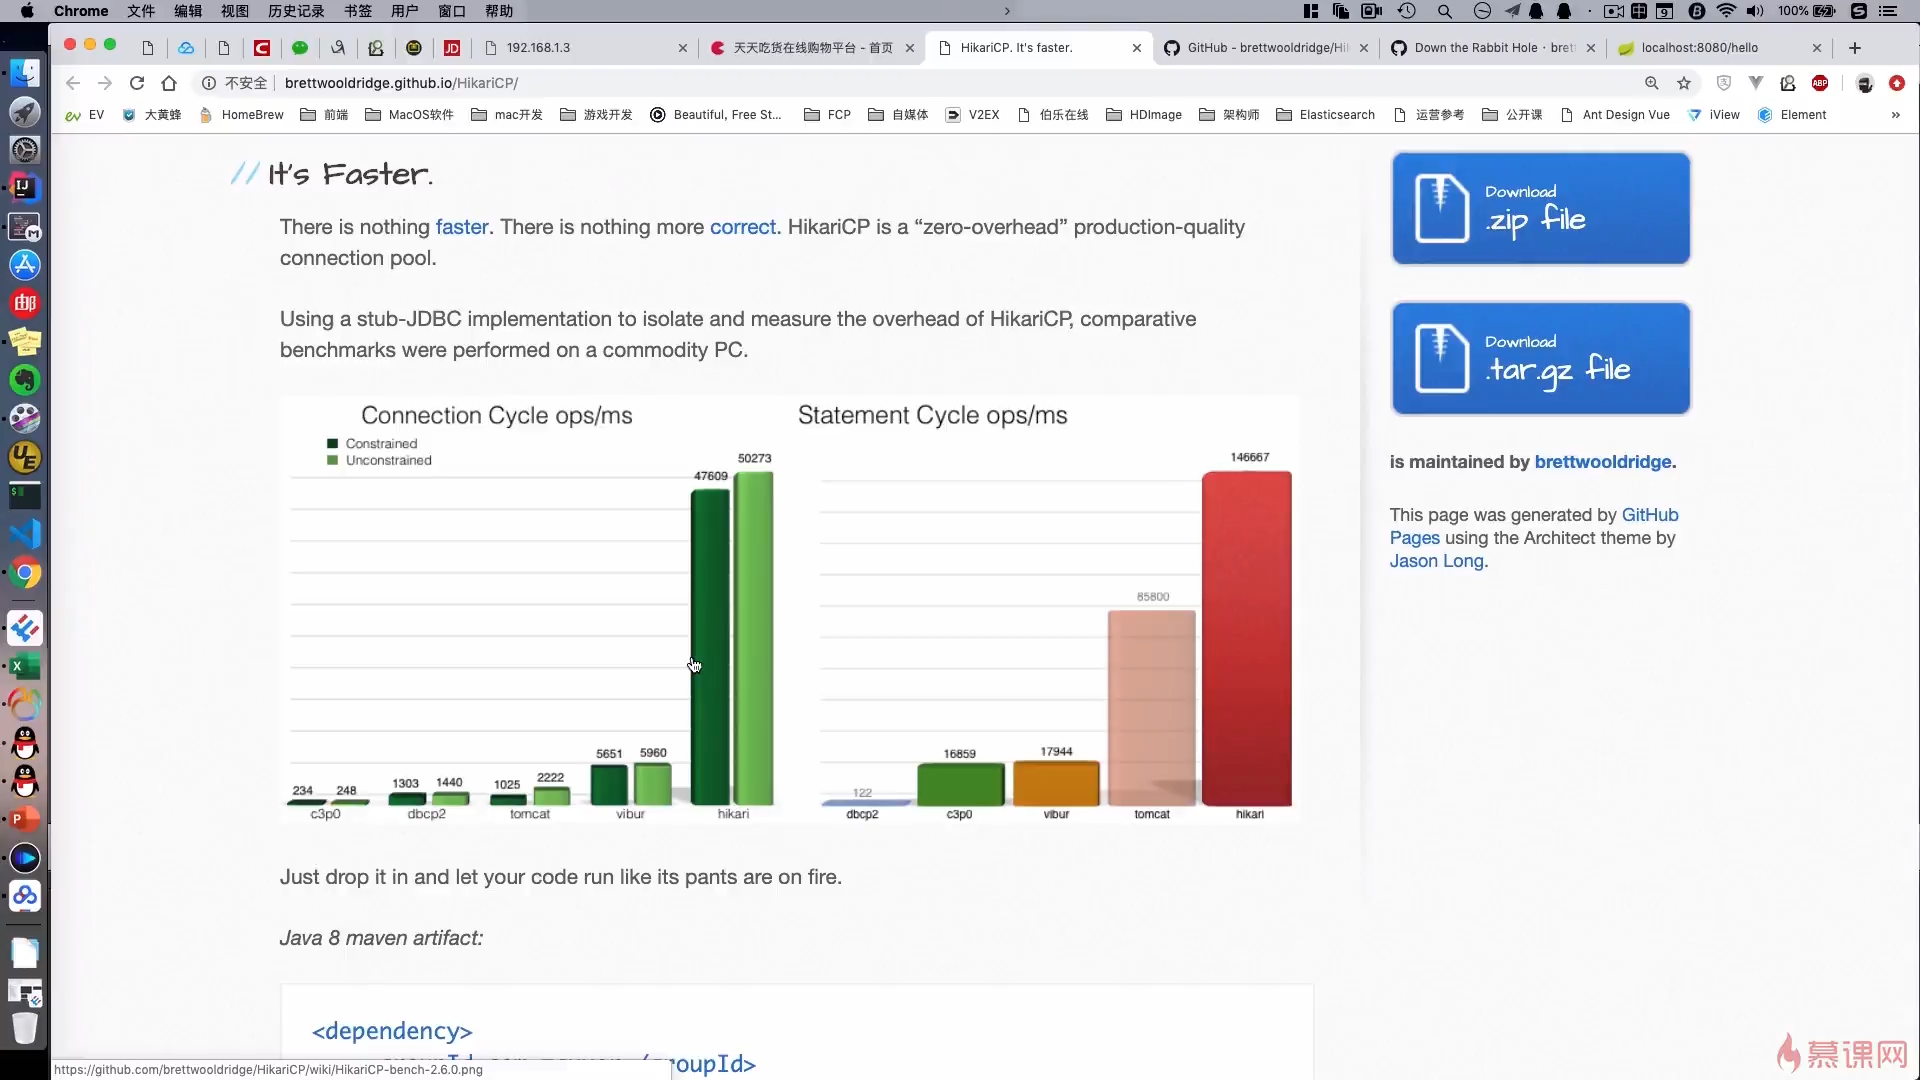 Chrome 文件 编辑 视图 历史记录 书签 用户 窗口 帮助 100%
192.168.1.3 天天吃货在线购物平台 - 首页 HikariCP. It's faster. GitHub - brettwooldridge/Hi Down the Rabbit Hole · bret localhost:8080/hello
不安全 brettwooldridge.github.io/HikariCP/
EV 大黄蜂 HomeBrew 前端 MacOS软件 mac开发 游戏开发 Beautiful, Free St... FCP 自媒体 V2EX 伯乐在线 HDImage 架构师 Elasticsearch 运营参考 公开课 Ant Design Vue iView Element »
// It's Faster.
There is nothing faster. There is nothing more correct. HikariCP is a “zero-overhead” production-quality
connection pool.
Using a stub-JDBC implementation to isolate and measure the overhead of HikariCP, comparative
benchmarks were performed on a commodity PC.
Connection Cycle ops/ms
Constrained
Unconstrained
234 248 1303 1440 1025 2222 5651 5960 47609 50273
c3p0 dbcp2 tomcat vibur hikari
Statement Cycle ops/ms
122 16859 17944 85800 146667
dbcp2 c3p0 vibur tomcat hikari
Just drop it in and let your code run like its pants are on fire.
Java 8 maven artifact:
<dependency>
roupId>
Download
.zip file
Download
.tar.gz file
is maintained by brettwooldridge.
This page was generated by GitHub
Pages using the Architect theme by
Jason Long.
https://github.com/brettwooldridge/HikariCP/wiki/HikariCP-bench-2.6.0.png
慕课网